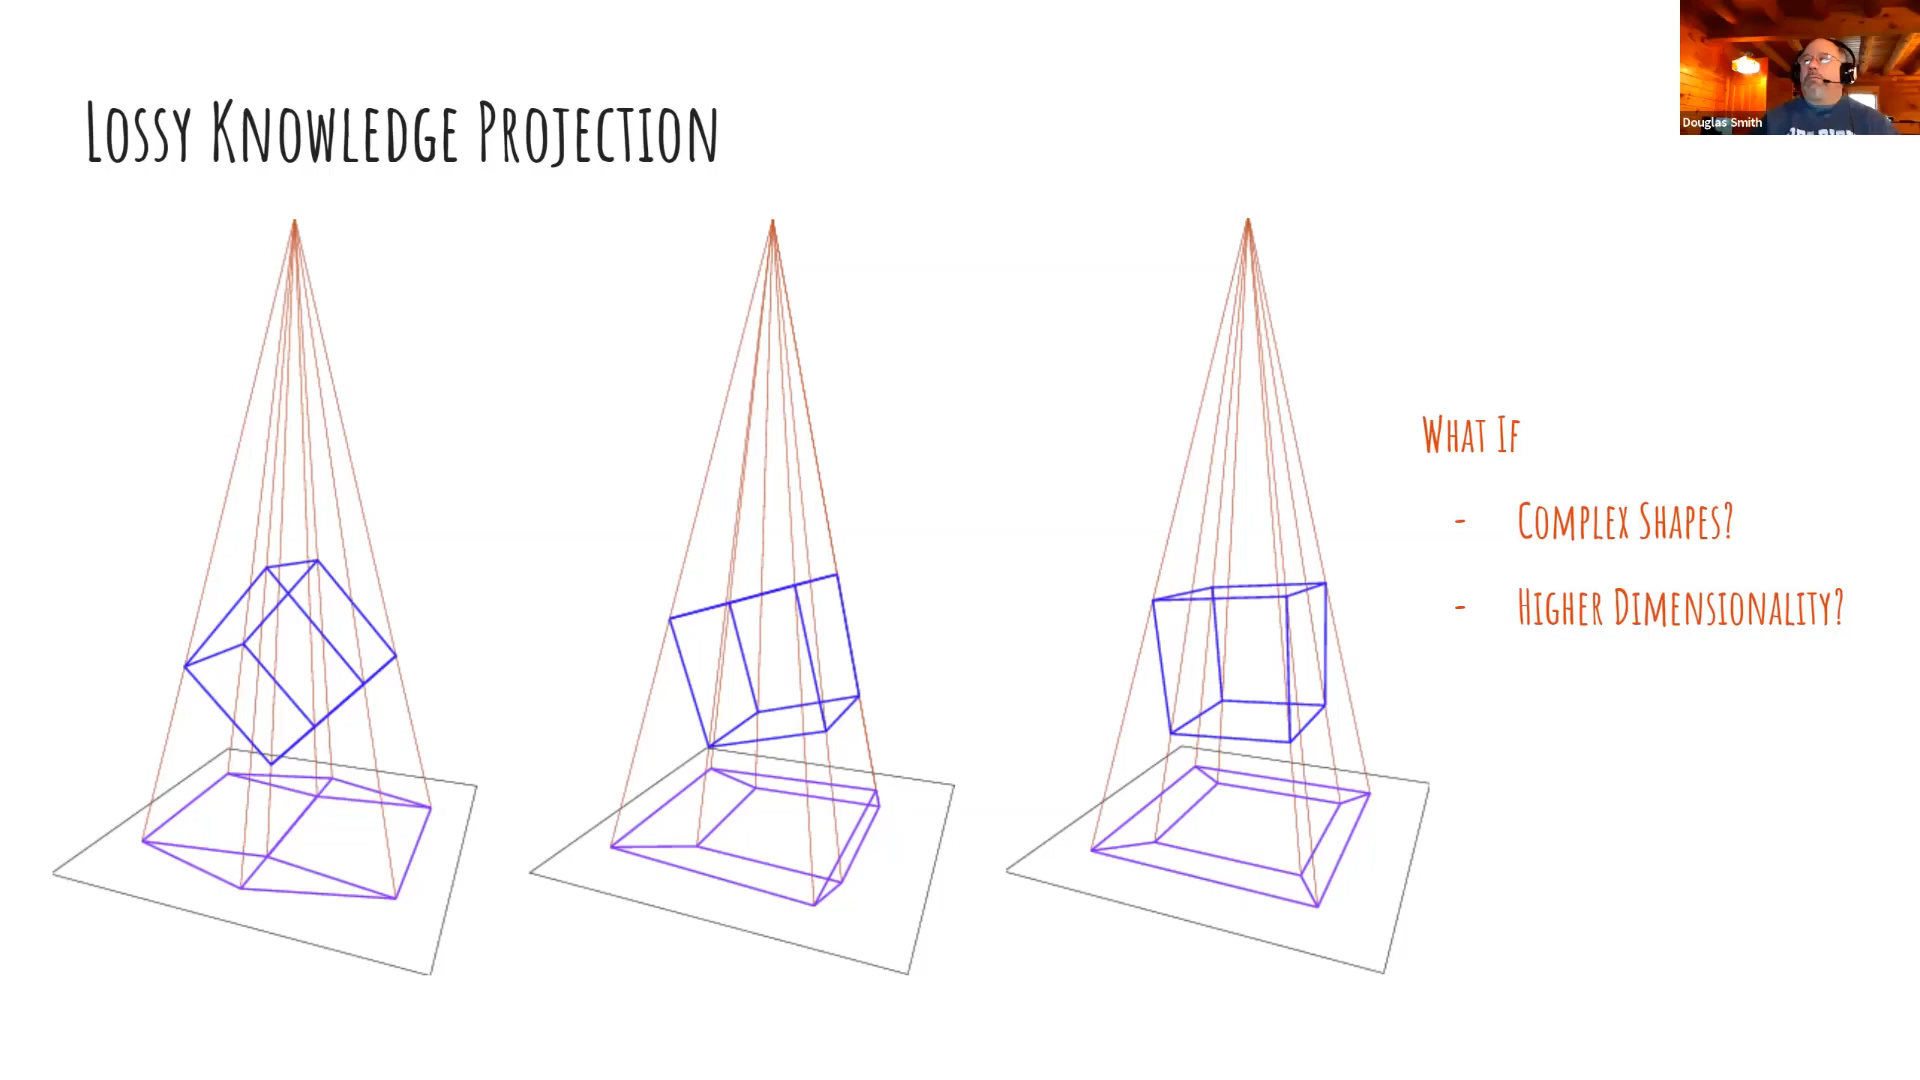 Lossy Knowledge Projection
Douglas Smith
What If
- Complex Shapes?
- Higher Dimensionality?